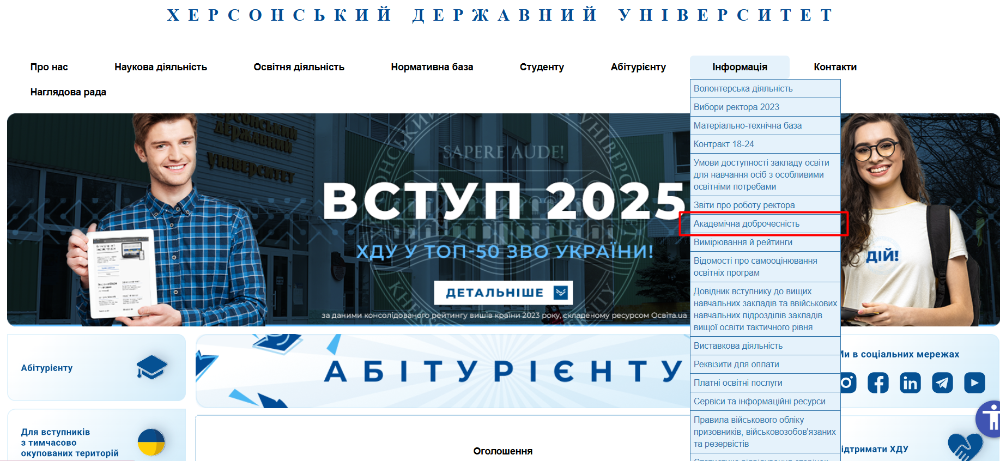 ХЕРСОНСЬКИЙ ДЕРЖАВНИЙ УНІВЕРСИТЕТ
Про нас
Наукова діяльність
Освітня діяльність
Нормативна база
Студенту
Абітурієнту
Інформація
Контакти
Наглядова рада
Волонтерська діяльність
Вибори ректора 2023
Матеріально-технічна база
Контракт 18-24
Умови доступності закладу освіти
для навчання осіб з особливими
освітніми потребами
Звіти про роботу ректора
Академічна доброчесність
Вимірювання й рейтинги
Відомості про самооцінювання
освітніх програм
Довідник вступнику до вищих
навчальних закладів та ввійськових
навчальних підрозділів закладів
вищої освіти тактичного рівня
Виставкова діяльність
Реквізити для оплати
Платні освітні послуги
Сервіси та інформаційні ресурси
Правила військового обліку
призовників, військовозобов'язаних
та резервістів
ХЕРСОНСЬКИЙ
ДЕРЖАВНИЙ
УНІВЕРСИТЕТ
SAPERE AUDE!
ВСТУП 2025
ХДУ У ТОП-50 ЗВО УКРАЇНИ!
ДЕТАЛЬНІШЕ
за даними консолідованого рейтингу вишів країни 2023 року, складеному ресурсом Освіта.ua
ДІЙ!
Абітурієнту
АБІТУРІЄНТУ
Ми в соціальних мережах
Для вступників
з тимчасово
окупованих територій
Оголошення
ідтримати ХДУ